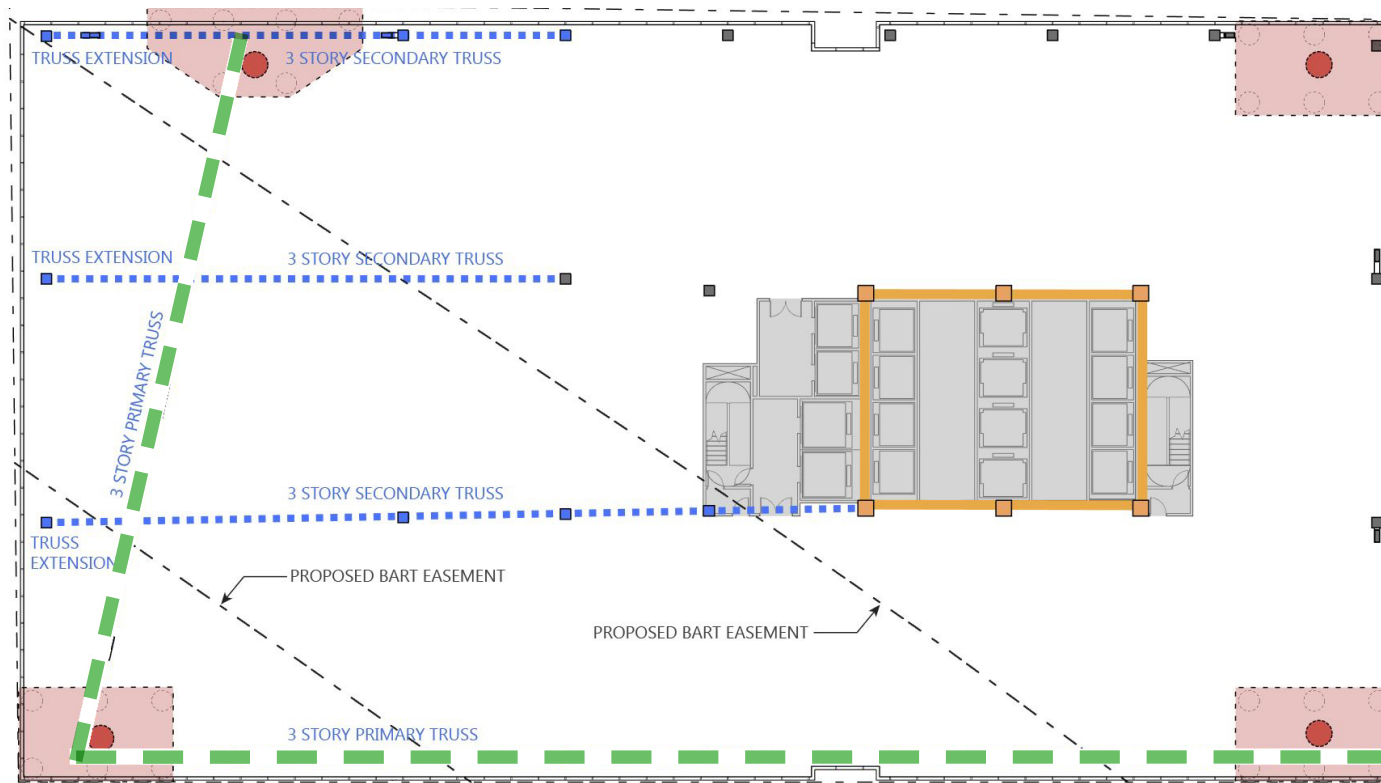 TRUSS EXTENSION
3 STORY SECONDARY TRUSS
TRUSS EXTENSION
3 STORY SECONDARY TRUSS
3 STORY PRIMARY TRUSS
3 STORY SECONDARY TRUSS
TRUSS
EXTENSION
PROPOSED BART EASEMENT
PROPOSED BART EASEMENT
3 STORY PRIMARY TRUSS